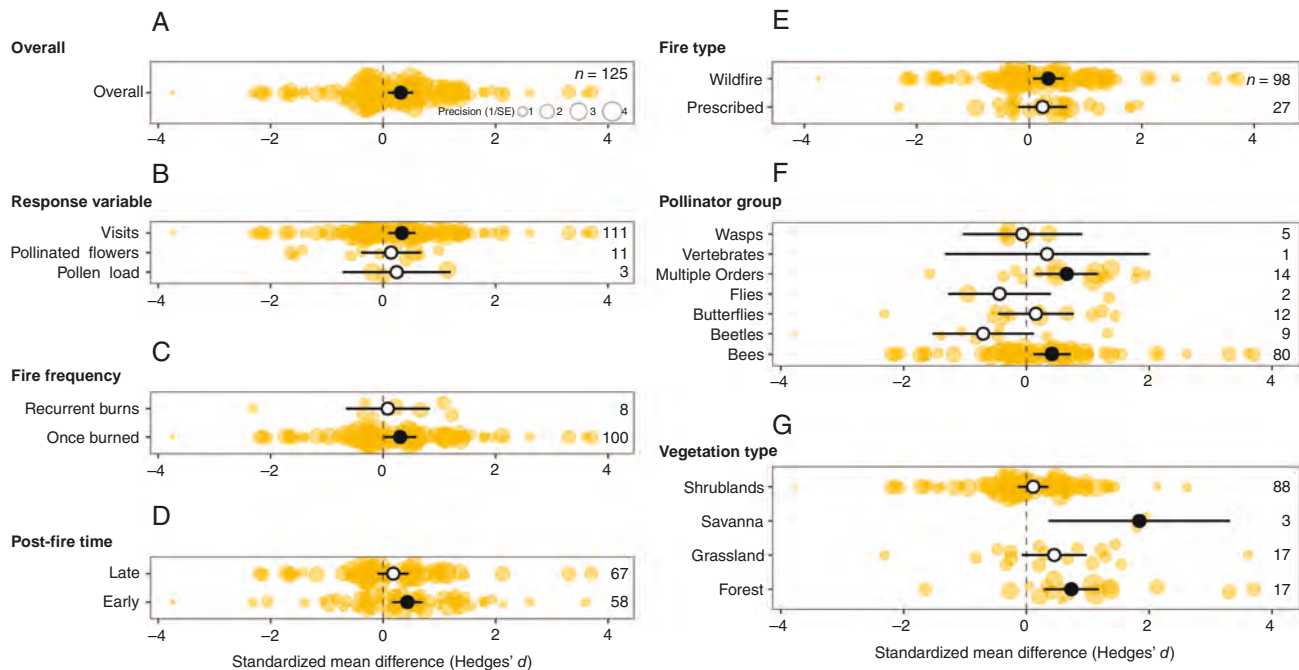 A
Overall
Overall
n = 125
Precision (1/SE) 1 2 3 4
−4 −2 0 2 4
B
Response variable
Visits 111
Pollinated flowers 11
Pollen load 3
−4 −2 0 2 4
C
Fire frequency
Recurrent burns 8
Once burned 100
−4 −2 0 2 4
D
Post-fire time
Late 67
Early 58
−4 −2 0 2 4
Standardized mean difference (Hedges' d)
E
Fire type
Wildfire n = 98
Prescribed 27
−4 −2 0 2 4
F
Pollinator group
Wasps 5
Vertebrates 1
Multiple Orders 14
Flies 2
Butterflies 12
Beetles 9
Bees 80
−4 −2 0 2 4
G
Vegetation type
Shrublands 88
Savanna 3
Grassland 17
Forest 17
−4 −2 0 2 4
Standardized mean difference (Hedges' d)